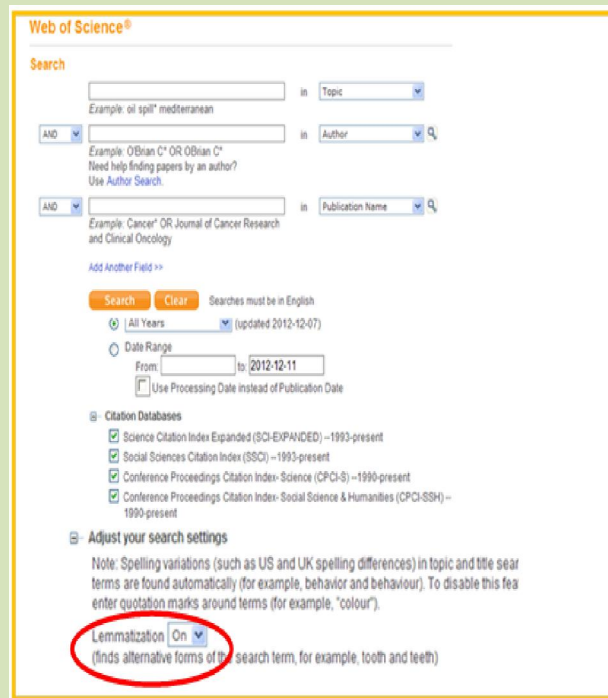 Web of Science®
Search
in Topic
Example: oil spill* mediterranean
AND in Author
Example: O'Brian C* OR OBrian C*
Need help finding papers by an author?
Use Author Search.
AND in Publication Name
Example: Cancer* OR Journal of Cancer Research
and Clinical Oncology
Add Another Field >>
Search Clear Searches must be in English
All Years (updated 2012-12-07)
Date Range
From: to: 2012-12-11
Use Processing Date instead of Publication Date
Citation Databases
Science Citation Index Expanded (SCI-EXPANDED) --1993-present
Social Sciences Citation Index (SSCI) --1993-present
Conference Proceedings Citation Index- Science (CPCI-S) --1990-present
Conference Proceedings Citation Index- Social Science & Humanities (CPCI-SSH) --
1990-present
Adjust your search settings
Note: Spelling variations (such as US and UK spelling differences) in topic and title sear
terms are found automatically (for example, behavior and behaviour). To disable this fea
enter quotation marks around terms (for example, "colour").
Lemmatization On
(finds alternative forms of the search term, for example, tooth and teeth)